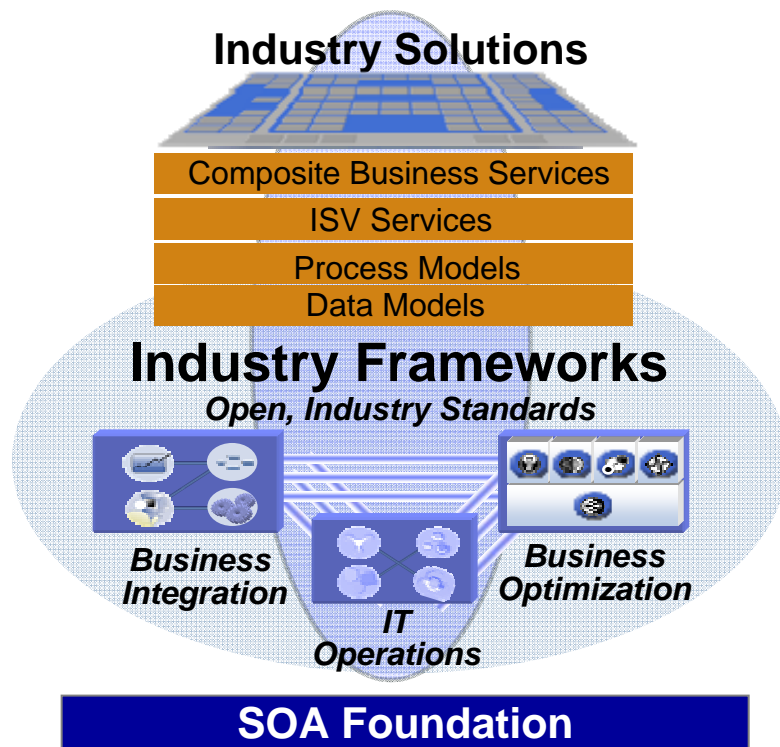 Industry Solutions
Composite Business Services
ISV Services
Process Models
Data Models
Industry Frameworks
Open, Industry Standards
Business
Integration
IT
Operations
Business
Optimization
SOA Foundation